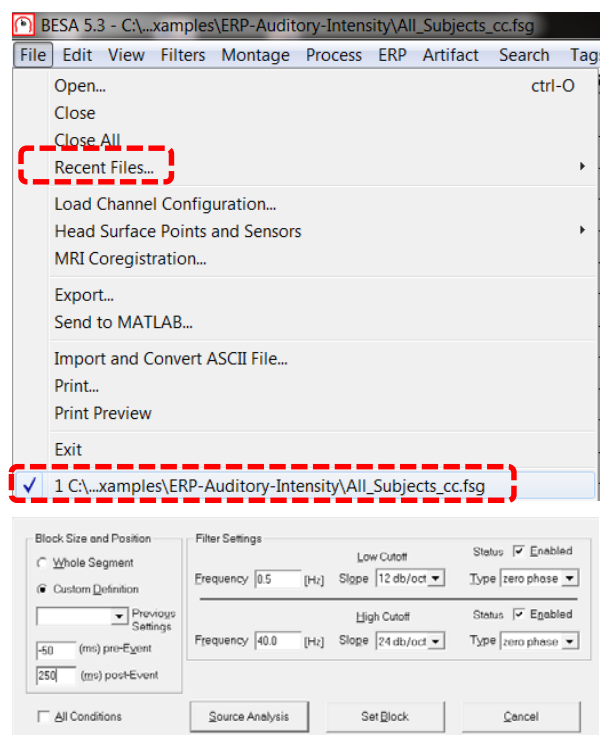 BESA 5.3 - C:\...xamples\ERP-Auditory-Intensity\All_Subjects_cc.fsg
File Edit View Filters Montage Process ERP Artifact Search Tags
Open... ctrl-O
Close
Close All
Recent Files...
Load Channel Configuration...
Head Surface Points and Sensors
MRI Coregistration...
Export...
Send to MATLAB...
Import and Convert ASCII File...
Print...
Print Preview
Exit
1 C:\...xamples\ERP-Auditory-Intensity\All_Subjects_cc.fsg
Block Size and Position
Whole Segment
Custom Definition
Previous Settings
-50 (ms) pre-Event
250 (ms) post-Event
All Conditions
Filter Settings
Low Cutoff Status Enabled
Frequency 0.5 [Hz] Slope 12 db/oct Type zero phase
High Cutoff Status Enabled
Frequency 40.0 [Hz] Slope 24 db/oct Type zero phase
Source Analysis Set Block Cancel